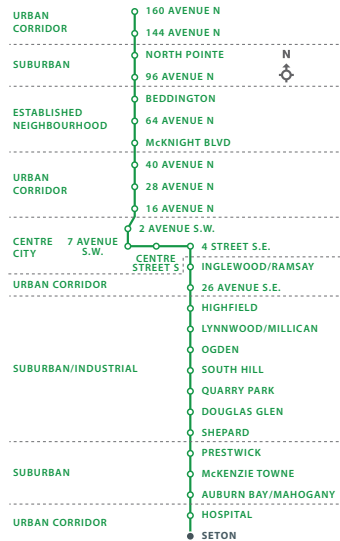 160 AVENUE N
URBAN
CORRIDOR
144 AVENUE N
NORTH POINTE
N
SUBURBAN
96 AVENUE N
BEDDINGTON
ESTABLISHED
NEIGHBOURHOOD
64 AVENUE N
McKNIGHT BLVD
40 AVENUE N
URBAN
CORRIDOR
28 AVENUE N
16 AVENUE N
2 AVENUE S.W.
CENTRE
CITY
7 AVENUE
S.W.
4 STREET S.E.
CENTRE
STREET S
INGLEWOOD/RAMSAY
URBAN CORRIDOR
26 AVENUE S.E.
HIGHFIELD
LYNNWOOD/MILLICAN
OGDEN
SUBURBAN/INDUSTRIAL
SOUTH HILL
QUARRY PARK
DOUGLAS GLEN
SHEPARD
PRESTWICK
SUBURBAN
McKENZIE TOWNE
AUBURN BAY/MAHOGANY
HOSPITAL
URBAN CORRIDOR
SETON